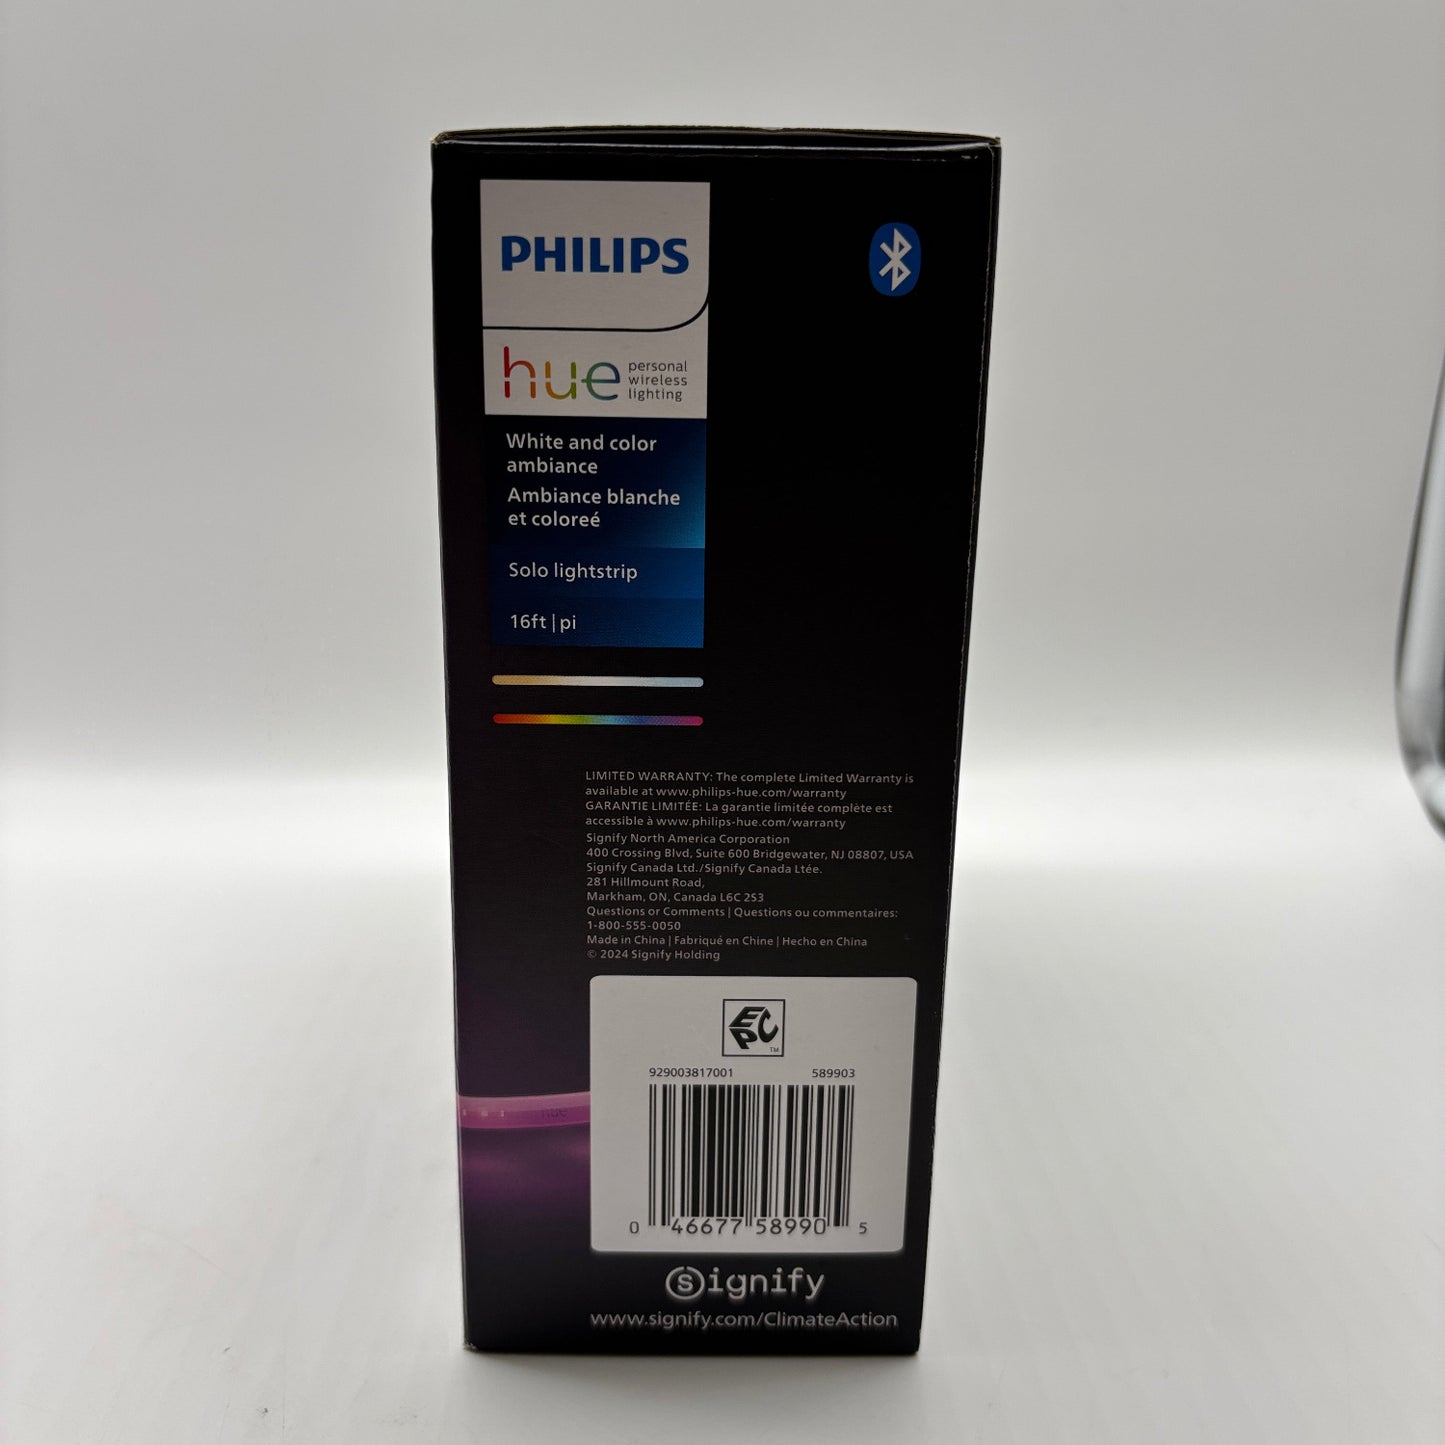 PHILIPS
hue personal
wireless
lighting
White and color
ambiance
Ambiance blanche
et coloreé
Solo lightstrip
16ft | pi
LIMITED WARRANTY: The complete Limited Warranty is
available at www.philips-hue.com/warranty
GARANTIE LIMITÉE: La garantie limitée complète est
accessible à www.philips-hue.com/warranty
Signify North America Corporation
400 Crossing Blvd, Suite 600 Bridgewater, NJ 08807, USA
Signify Canada Ltd./Signify Canada Ltée.
281 Hillmount Road,
Markham, ON, Canada L6C 2S3
Questions or Comments | Questions ou commentaires:
1-800-555-0050
Made in China | Fabriqué en Chine | Hecho en China
© 2024 Signify Holding
EPC TM
929003817001 589903
hue
0 46677 58990 5
Signify
www.signify.com/ClimateAction